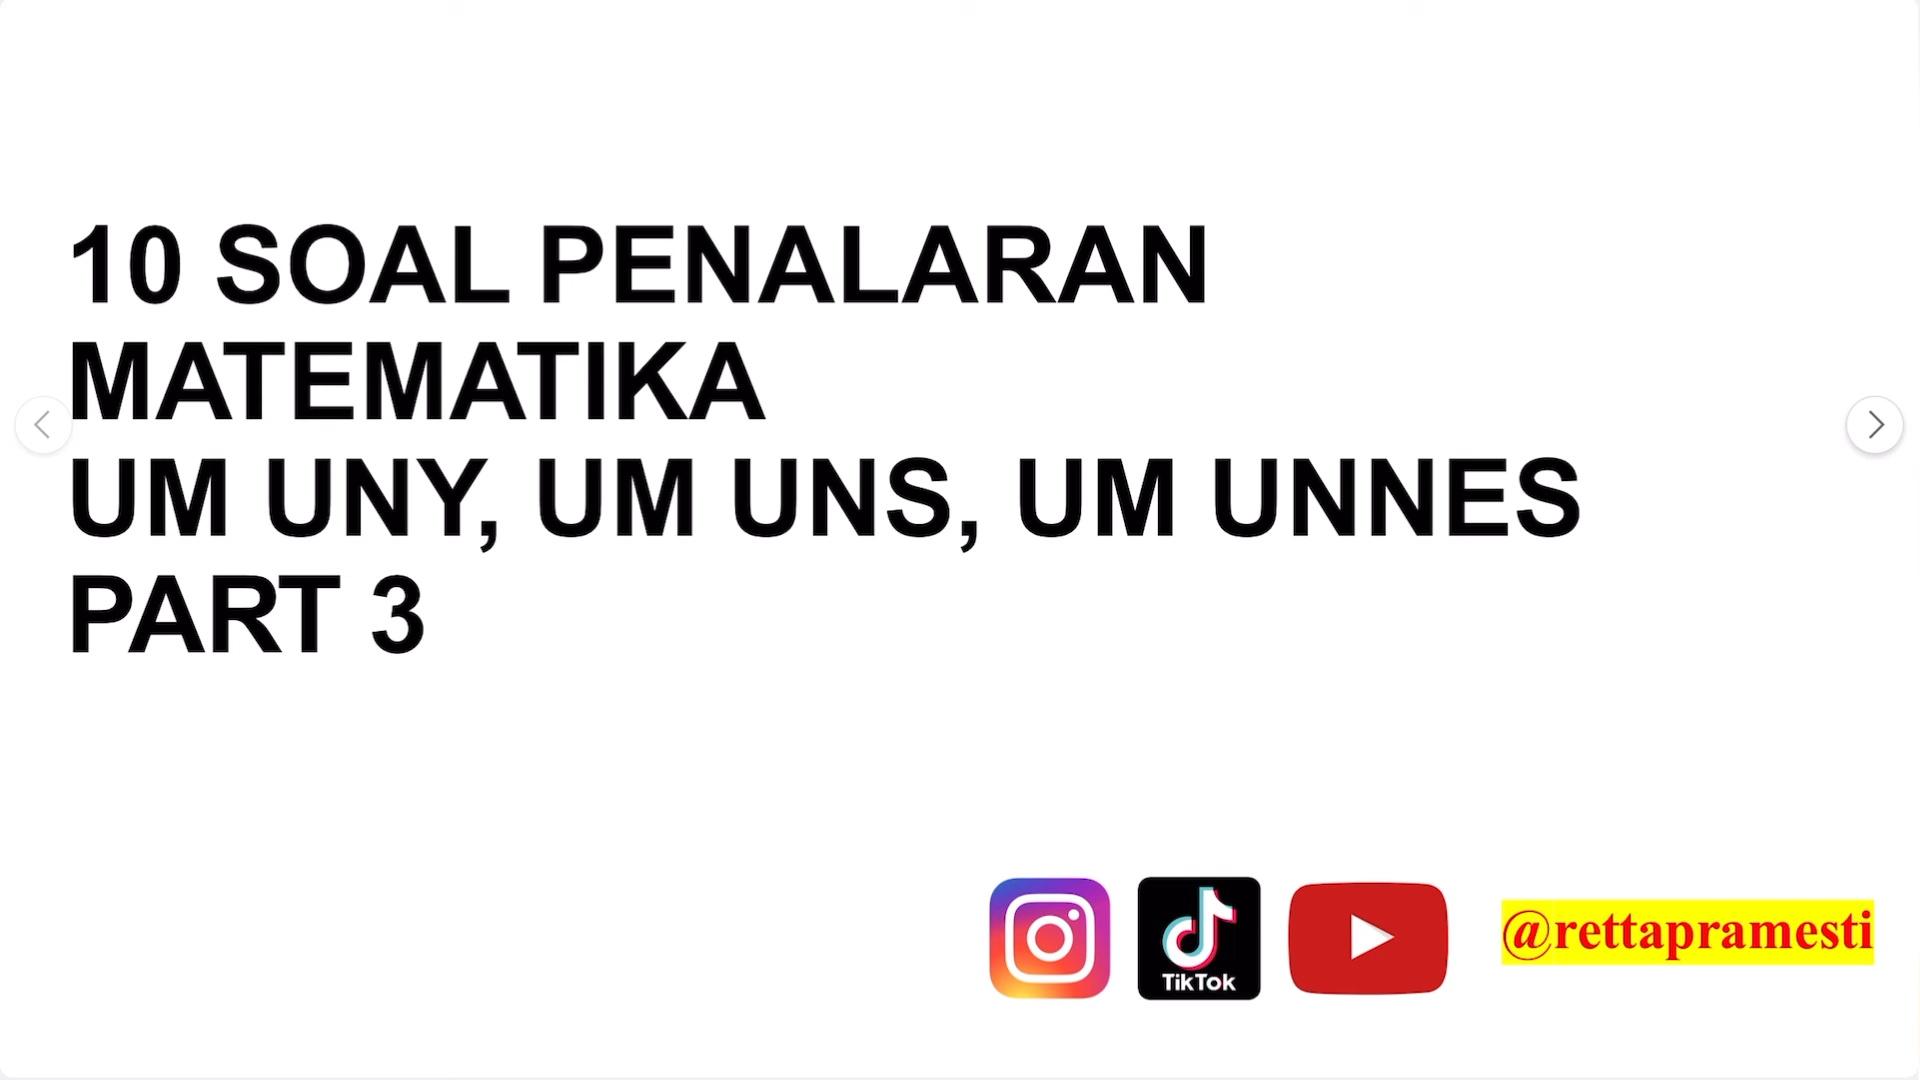 10 SOAL PENALARAN
MATEMATIKA
UM UNY, UM UNS, UM UNNES
PART 3
TikTok
@rettapramesti